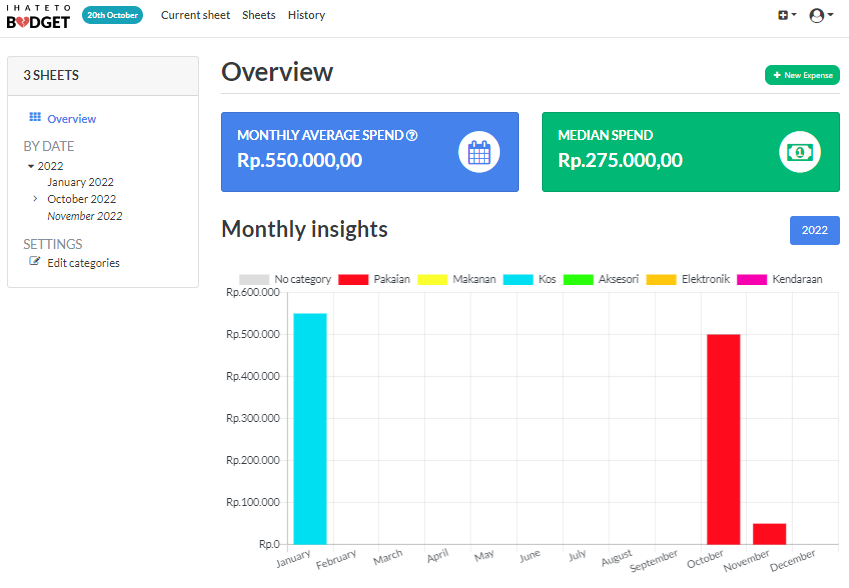 IHATETO
BUDGET
20th October
Current sheet
Sheets
History
3 SHEETS
Overview
BY DATE
2022
January 2022
October 2022
November 2022
SETTINGS
Edit categories
Overview
New Expense
MONTHLY AVERAGE SPEND
Rp.550.000,00
MEDIAN SPEND
Rp.275.000,00
Monthly insights
2022
No category Pakaian Makanan Kos Aksesori Elektronik Kendaraan
Rp.600.000
Rp.500.000
Rp.400.000
Rp.300.000
Rp.200.000
Rp.100.000
Rp.0
January February March April May June July August September October November December